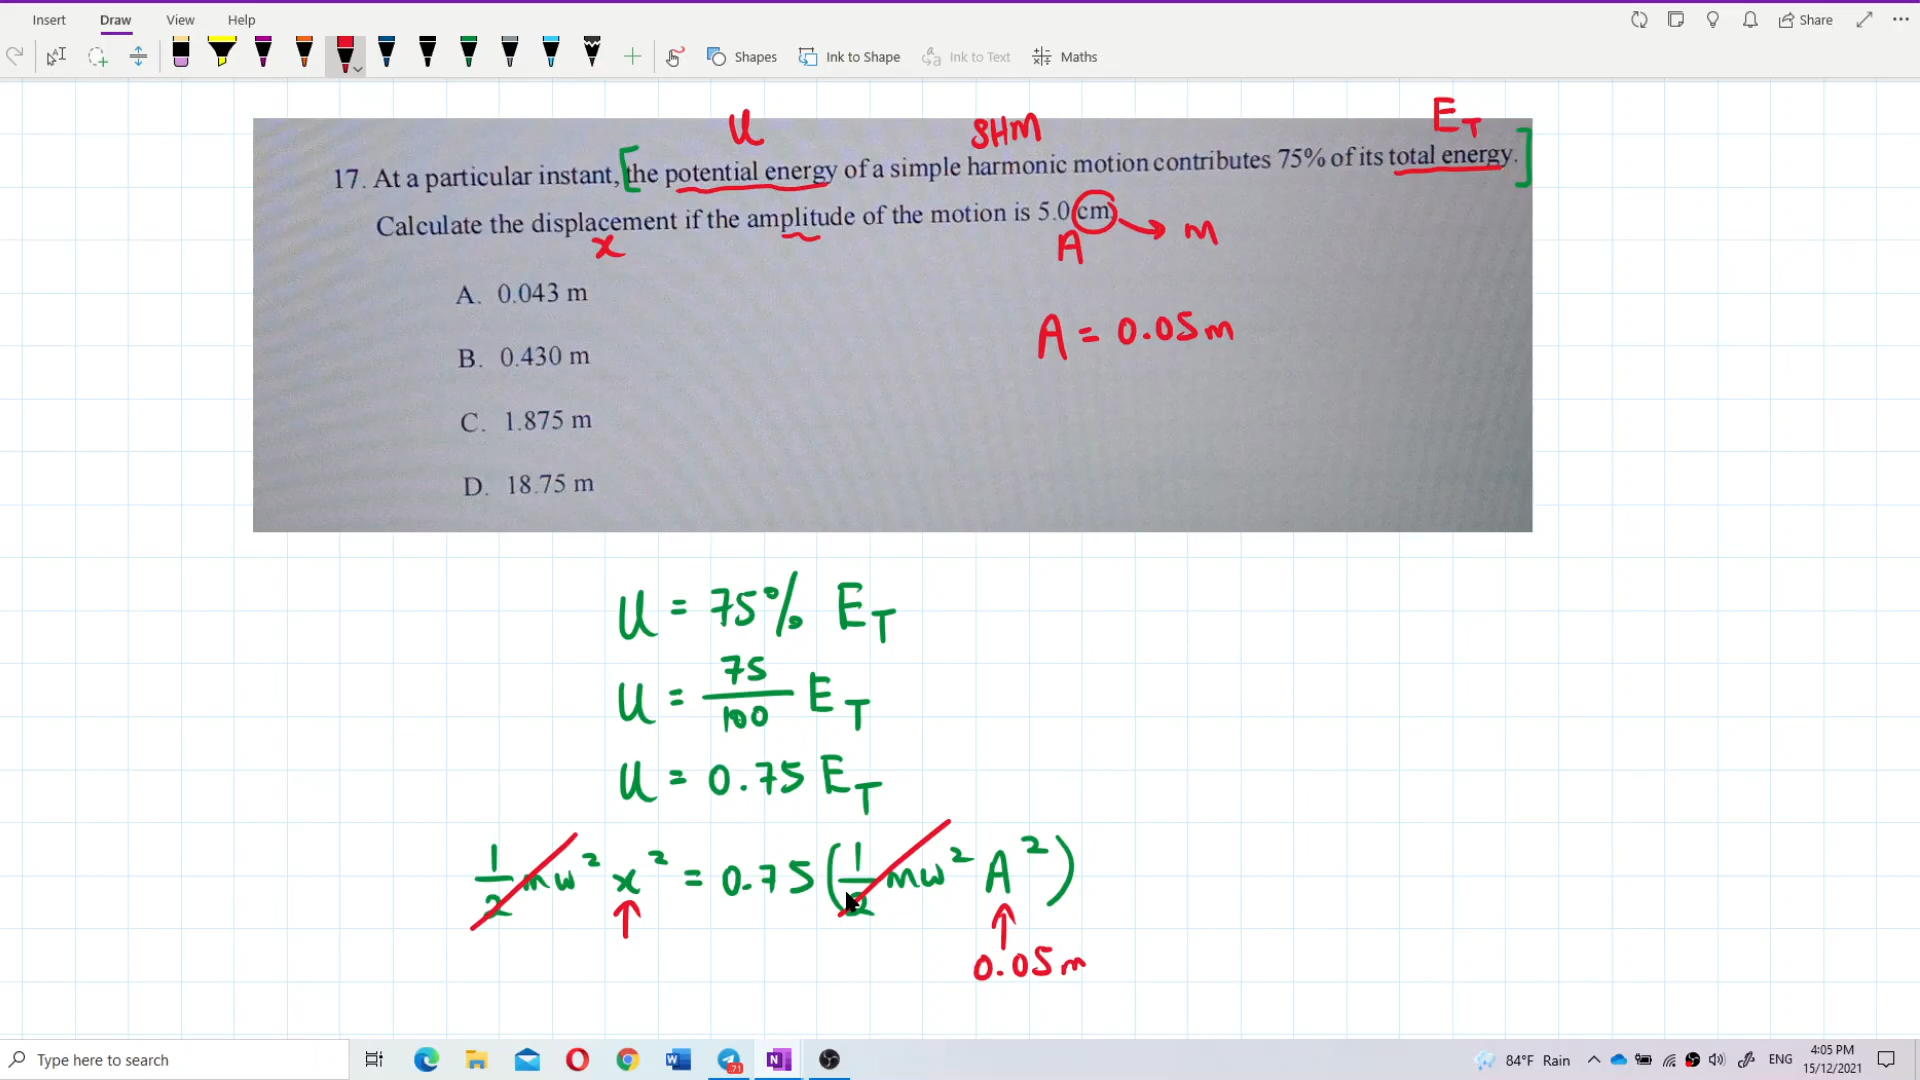 Insert Draw View Help
Share
Shapes Ink to Shape Ink to Text Maths
U SHM E_T
17. At a particular instant, [the potential energy of a simple harmonic motion contributes 75% of its total energy.]
Calculate the displacement if the amplitude of the motion is 5.0 cm → m
x A
A. 0.043 m
A = 0.05m
B. 0.430 m
C. 1.875 m
D. 18.75 m
U = 75% E_T
U = 75/100 E_T
U = 0.75 E_T
1/2 mω² x² = 0.75 (1/2 mω² A²)
↑ ↑
0.05m
Type here to search
W 71 N 84°F Rain ENG 4:05 PM
15/12/2021